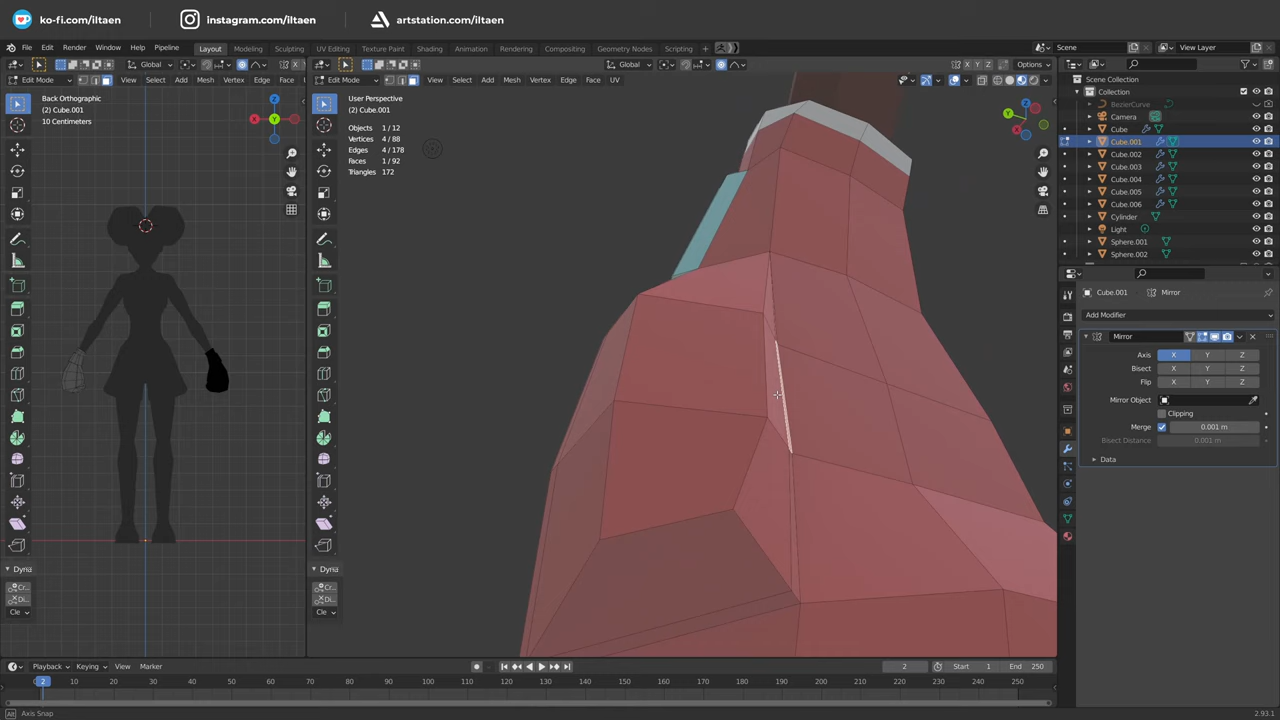 ko-fi.com/iltaen
instagram.com/iltaen
artstation.com/iltaen
File Edit Render Window Help Pipeline
Layout Modeling Sculpting UV Editing Texture Paint Shading Animation Rendering Compositing Geometry Nodes Scripting +
Scene
View Layer
Global
Global
Options
Edit Mode View Select Add Mesh Vertex Edge Face
Edit Mode View Select Add Mesh Vertex Edge Face UV
Back Orthographic
(2) Cube.001
10 Centimeters
User Perspective
(2) Cube.001
Objects 1 / 12
Vertices 4 / 88
Edges 4 / 178
Faces 1 / 92
Triangles 172
Z
X
Y
Z
Y
X
Dyna
Cr...
Di...
Cle
Dyna
Cr...
Di...
Cle
Scene Collection
Collection
BezierCurve
Camera
Cube
Cube.001
Cube.002
Cube.003
Cube.004
Cube.005
Cube.006
Cylinder
Light
Sphere.001
Sphere.002
Cube.001 Mirror
Add Modifier
Mirror
Axis X Y Z
Bisect X Y Z
Flip X Y Z
Mirror Object
Clipping
Merge 0.001 m
Bisect Distance 0.001 m
Data
Playback Keying View Marker
2 Start 1 End 250
2 10 20 30 40 50 60 70 80 90 100 110 120 130 140 150 160 170 180 190 200 210 220 230 240 250
Alt Axis Snap
2.93.1